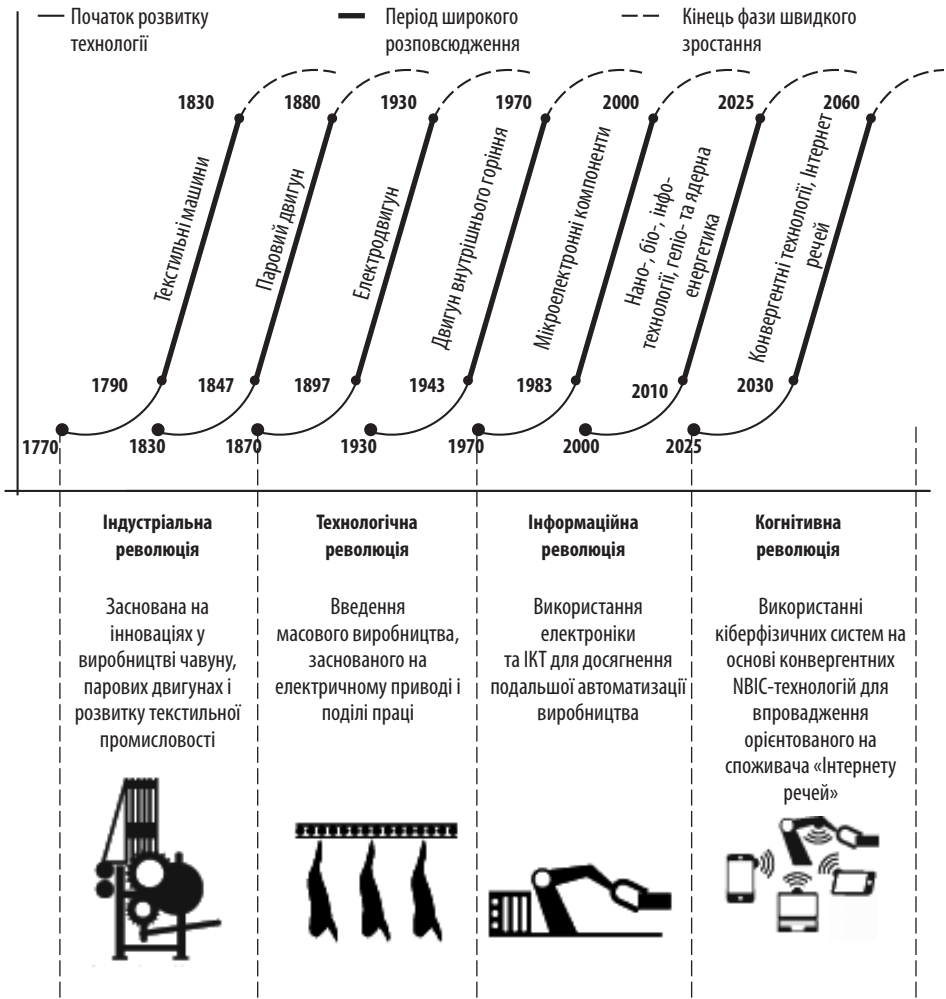 Початок розвитку
технології
Період широкого
розповсюдження
Кінець фази швидкого
зростання
1830
1880
1930
1970
2000
2025
2060
Текстильні машини
Паровий двигун
Електродвигун
Двигун внутрішнього горіння
Мікроелектронні компоненти
Нано-, біо-, інфо-
технології, геліо- та ядерна
енергетика
Конвергентні технології, Інтернет
речей
1790
1847
1897
1943
1983
2010
2030
1770
1830
1870
1930
1970
2000
2025
Індустріальна
революція
Заснована на
інноваціях у
виробництві чавуну,
парових двигунах і
розвитку текстильної
промисловості
Технологічна
революція
Введення
масового виробництва,
заснованого на
електричному приводі і
поділі праці
Інформаційна
революція
Використання
електроніки
та ІКТ для досягнення
подальшої автоматизації
виробництва
Когнітивна
революція
Використанні
кіберфізичних систем на
основі конвергентних
NBIC-технологій для
впровадження
орієнтованого на
споживача «Інтернету
речей»